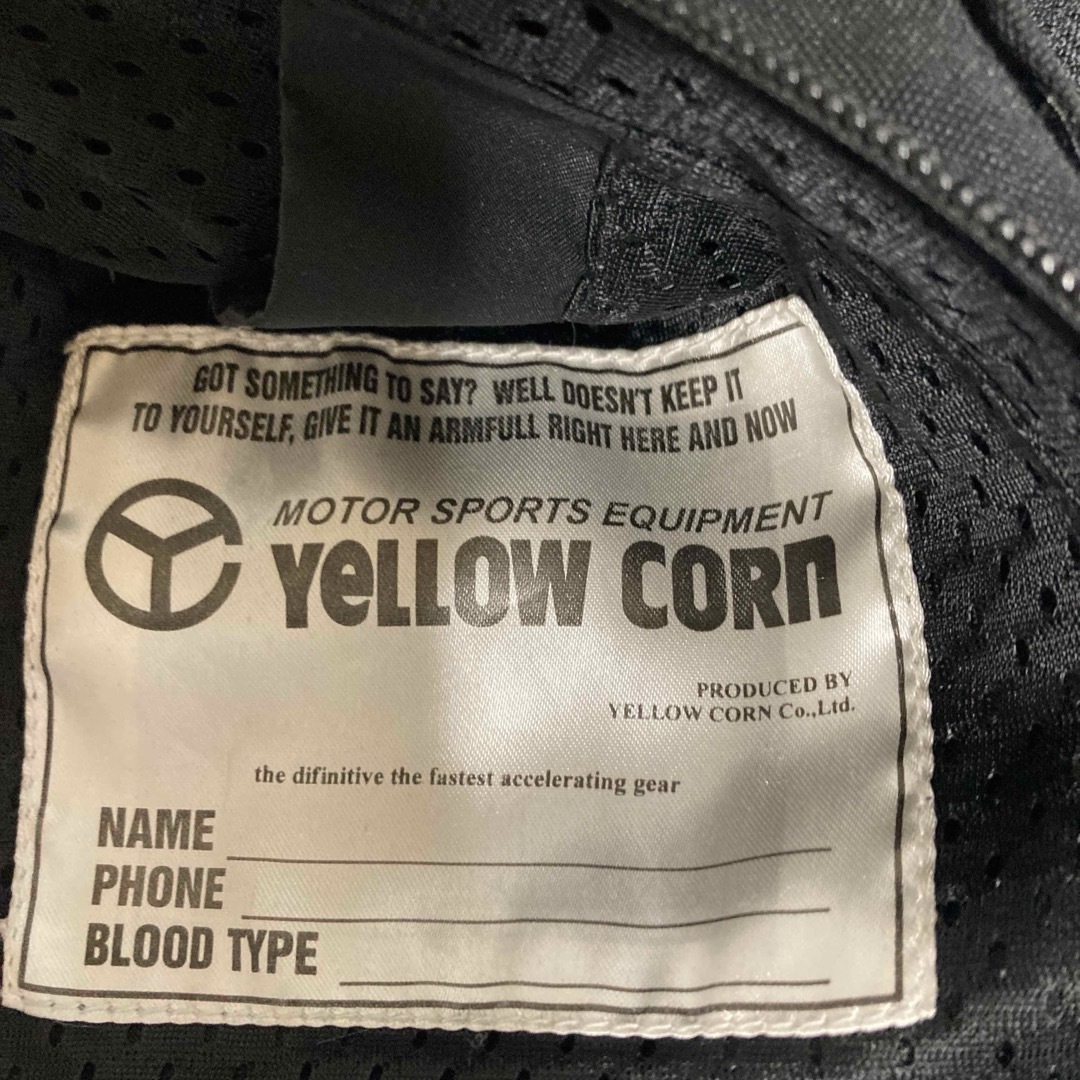 GOT SOMETHING TO SAY? WELL DOESN'T KEEP IT
TO YOURSELF, GIVE IT AN ARMFULL RIGHT HERE AND NOW
MOTOR SPORTS EQUIPMENT
YeLLOW CORn
PRODUCED BY
YELLOW CORN Co.,Ltd.
the difinitive the fastest accelerating gear
NAME
PHONE
BLOOD TYPE